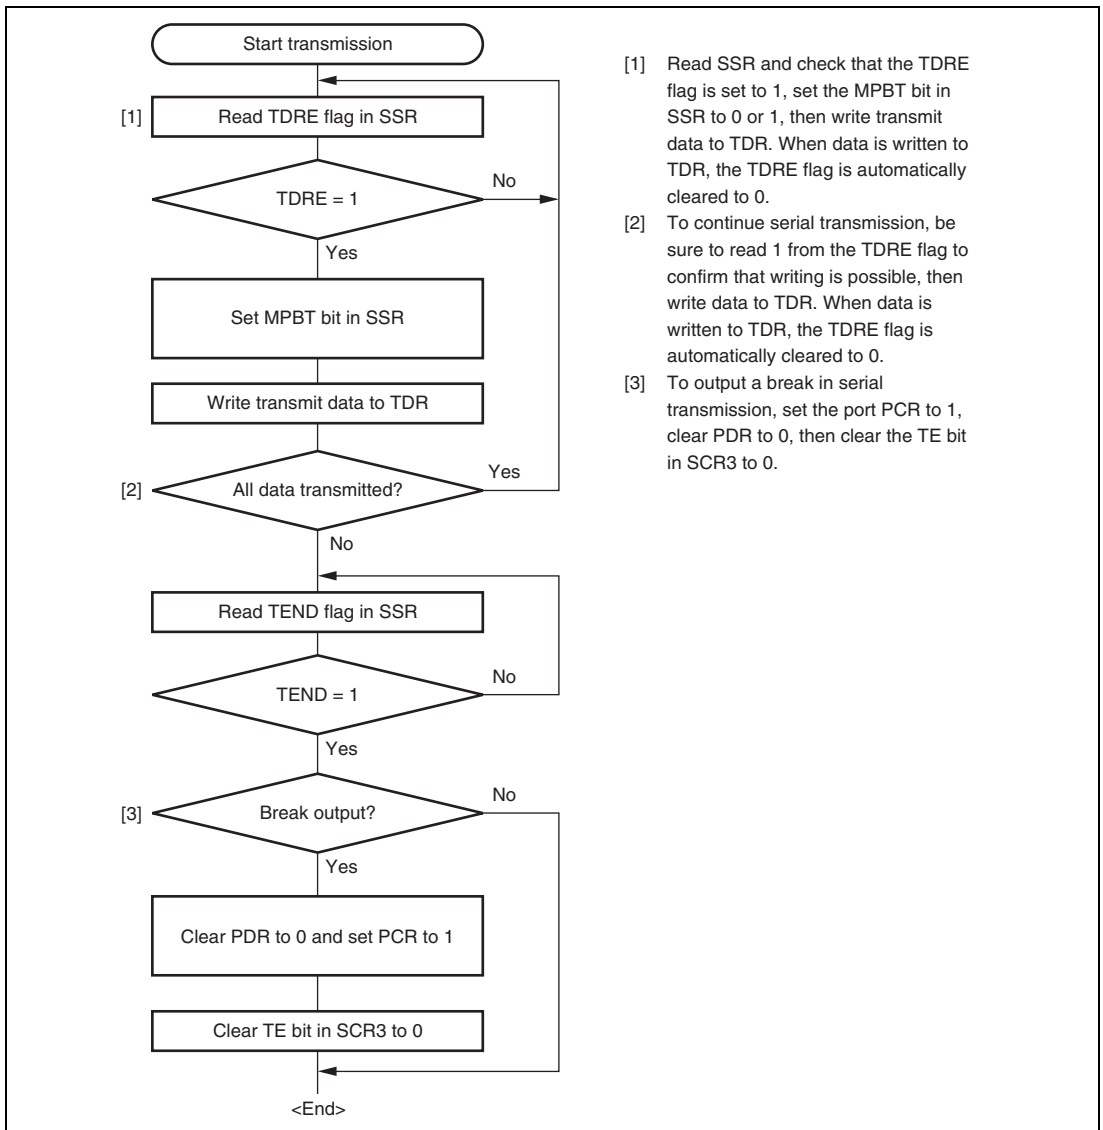 Start transmission
[1] Read TDRE flag in SSR
TDRE = 1
No
Yes
Set MPBT bit in SSR
Write transmit data to TDR
[2] All data transmitted?
Yes
No
Read TEND flag in SSR
TEND = 1
No
Yes
[3] Break output?
No
Yes
Clear PDR to 0 and set PCR to 1
Clear TE bit in SCR3 to 0
<End>
[1] Read SSR and check that the TDRE
flag is set to 1, set the MPBT bit in
SSR to 0 or 1, then write transmit
data to TDR. When data is written to
TDR, the TDRE flag is automatically
cleared to 0.
[2] To continue serial transmission, be
sure to read 1 from the TDRE flag to
confirm that writing is possible, then
write data to TDR. When data is
written to TDR, the TDRE flag is
automatically cleared to 0.
[3] To output a break in serial
transmission, set the port PCR to 1,
clear PDR to 0, then clear the TE bit
in SCR3 to 0.